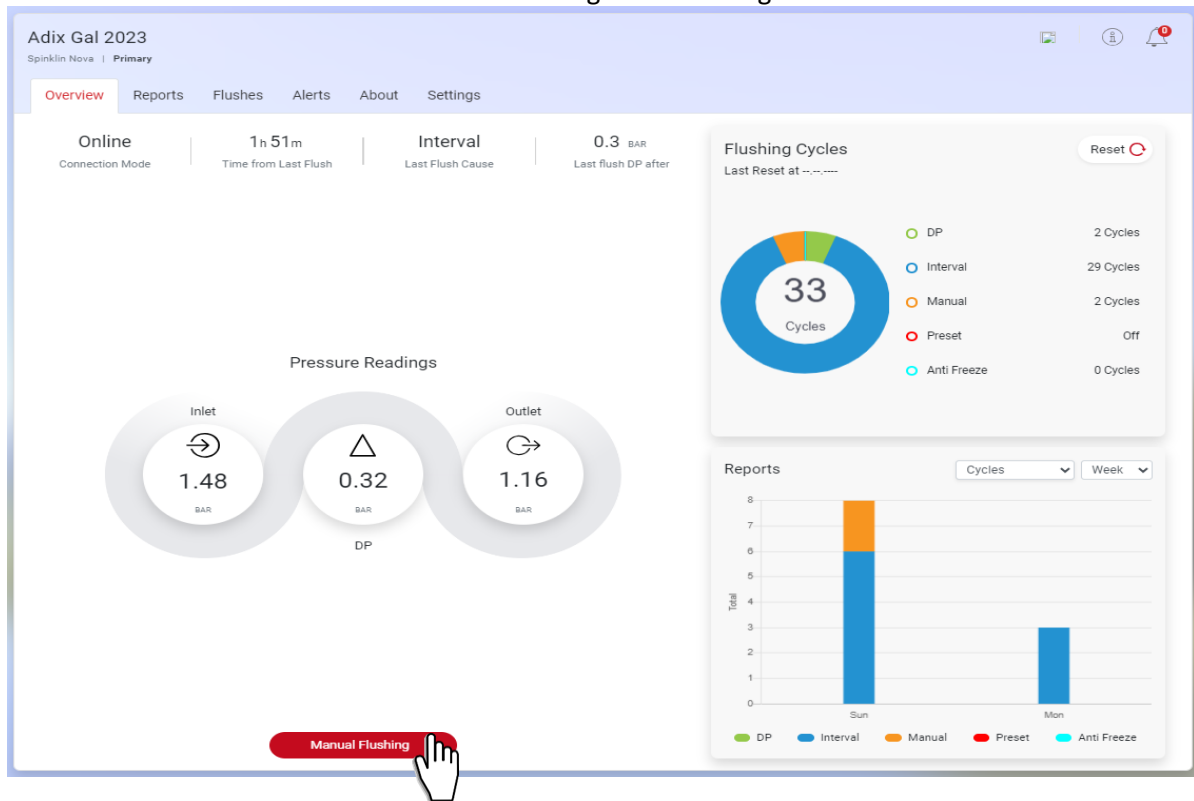 Adix Gal 2023
Spinklin Nova | Primary
0
Overview Reports Flushes Alerts About Settings
Online
Connection Mode
1h 51m
Time from Last Flush
Interval
Last Flush Cause
0.3 BAR
Last flush DP after
Flushing Cycles
Last Reset at --.--.----
Reset
33
Cycles
DP 2 Cycles
Interval 29 Cycles
Manual 2 Cycles
Preset Off
Anti Freeze 0 Cycles
Pressure Readings
Inlet
1.48
BAR
0.32
BAR
DP
Outlet
1.16
BAR
Manual Flushing
Reports
Cycles
Week
8
7
6
5
4
3
2
1
0
Total
Sun Mon
DP Interval Manual Preset Anti Freeze